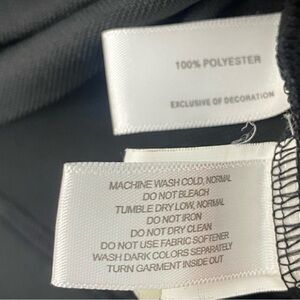 100% POLYESTER
EXCLUSIVE OF DECORATION
MACHINE WASH COLD, NORMAL
DO NOT BLEACH
TUMBLE DRY LOW, NORMAL
DO NOT IRON
DO NOT DRY CLEAN
DO NOT USE FABRIC SOFTENER
WASH DARK COLORS SEPARATELY
TURN GARMENT INSIDE OUT